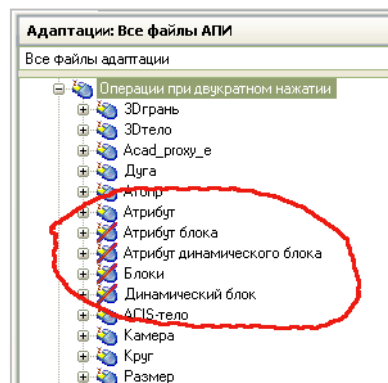 Адаптации: Все файлы АПИ
Все файлы адаптации
Операции при двукратном нажатии
3Dгрань
3Dтело
Acad_proxy_e
Дуга
Атопр
Атрибут
Атрибут блока
Атрибут динамического блока
Блоки
Динамический блок
ACIS-тело
Камера
Круг
Размер